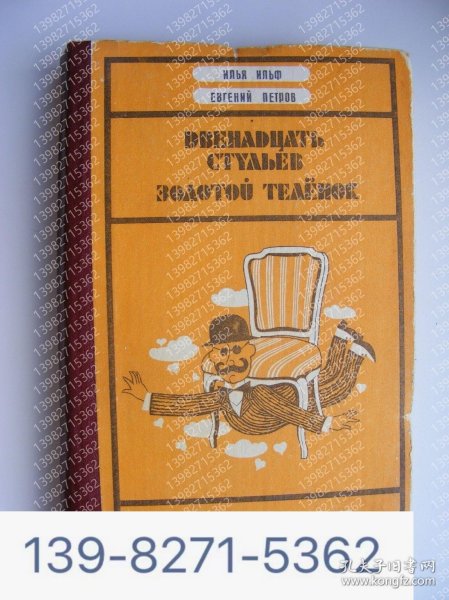 ИЛЬЯ ИЛЬФ
ЕВГЕНИЙ ПЕТРОВ
ДВЕНАДЦАТЬ
СТУЛЬЕВ
ЗОЛОТОЙ ТЕЛЁНОК
13982715362
139-8271-5362
孔夫子旧书网
www.kongfz.com